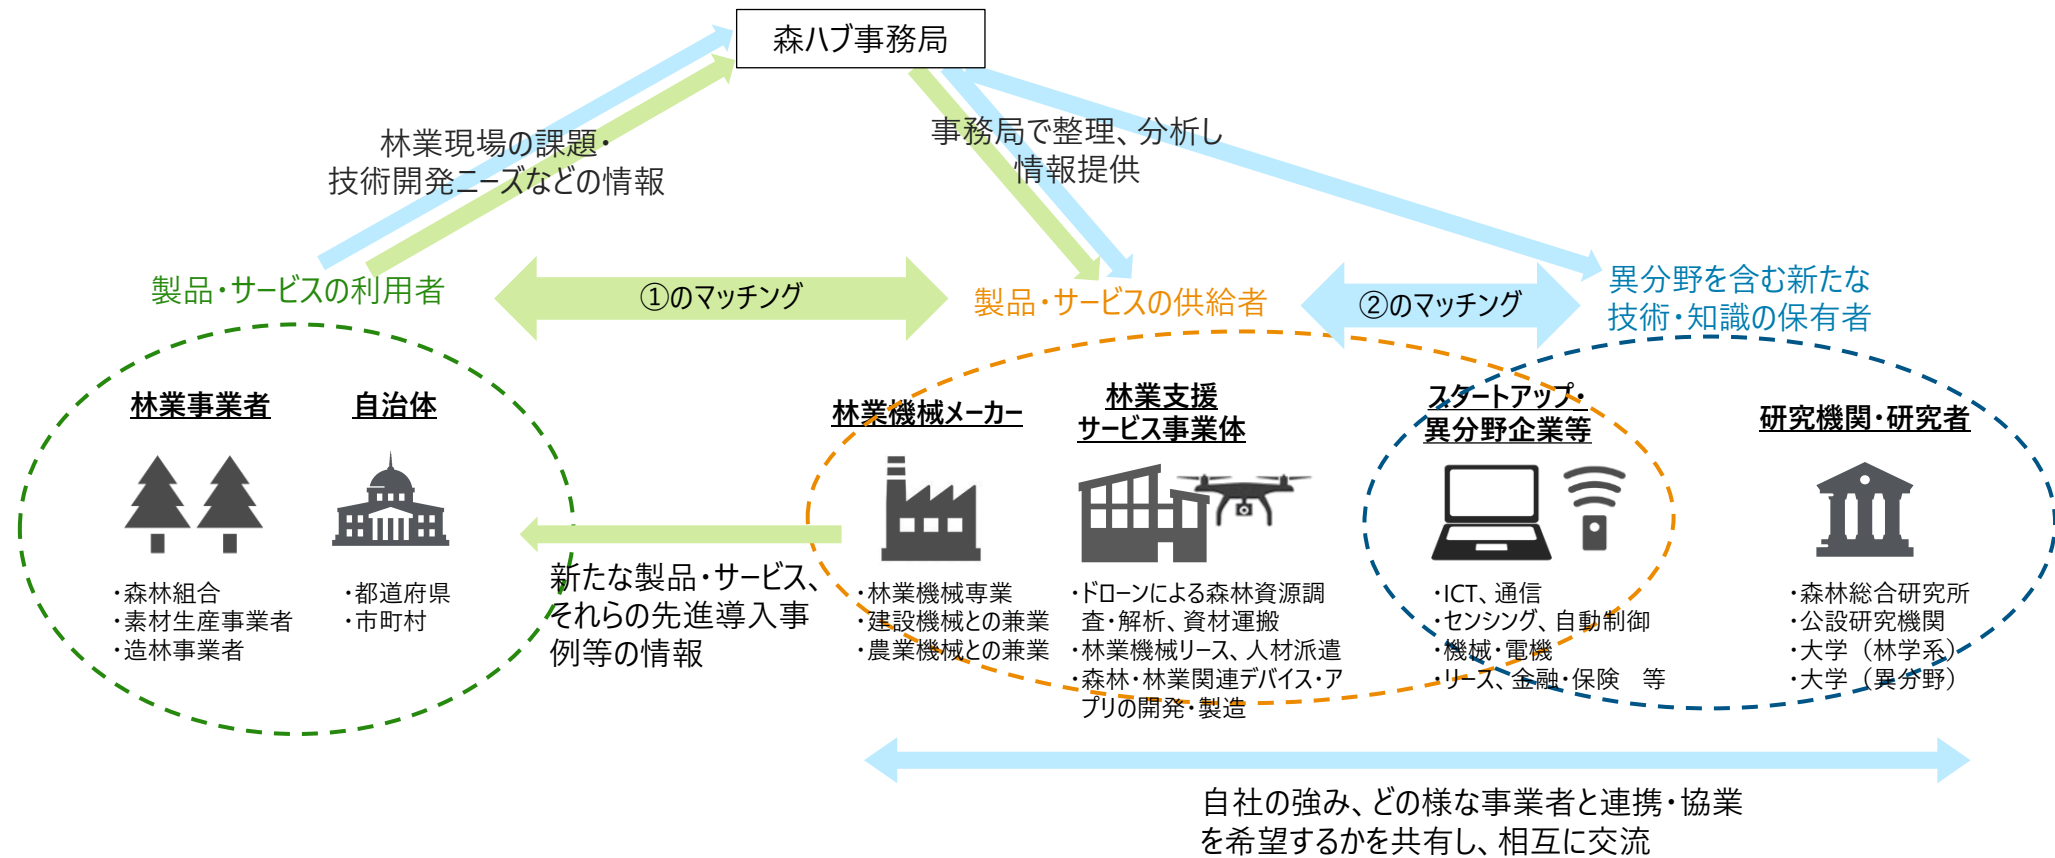 森ハブ事務局
林業現場の課題・
技術開発ニーズなどの情報
事務局で整理、分析し
情報提供
製品・サービスの利用者
①のマッチング
製品・サービスの供給者
②のマッチング
異分野を含む新たな
技術・知識の保有者
林業事業者
・森林組合
・素材生産事業者
・造林事業者
自治体
・都道府県
・市町村
新たな製品・サービス、
それらの先進導入事
例等の情報
林業機械メーカー
・林業機械専業
・建設機械との兼業
・農業機械との兼業
林業支援
サービス事業体
・ドローンによる森林資源調
査・解析、資材運搬
・林業機械リース、人材派遣
・森林・林業関連デバイス・ア
プリの開発・製造
スタートアップ・
異分野企業等
・ICT、通信
・センシング、自動制御
・機械・電機
・リース、金融・保険　等
研究機関・研究者
・森林総合研究所
・公設研究機関
・大学（林学系）
・大学（異分野）
自社の強み、どの様な事業者と連携・協業
を希望するかを共有し、相互に交流